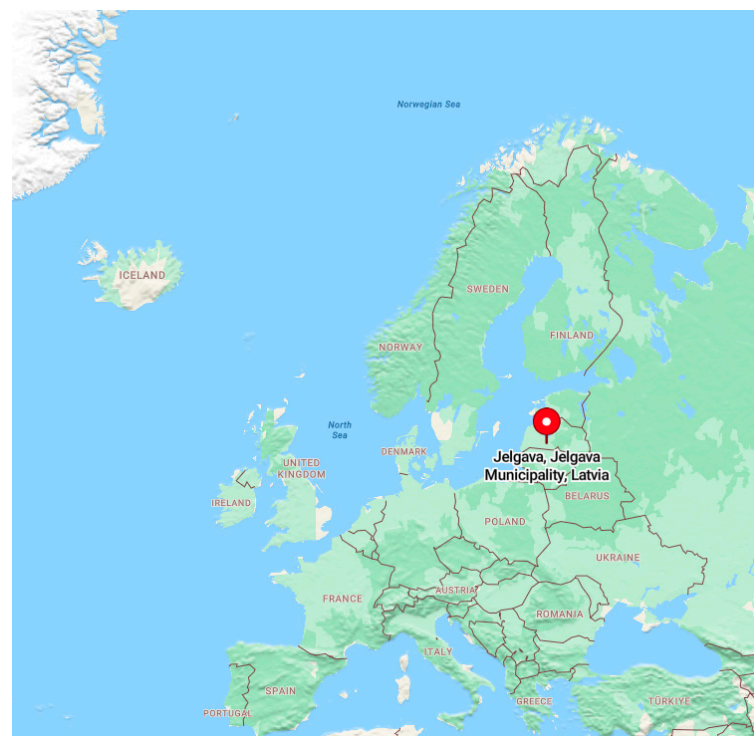 Norwegian Sea
ICELAND
SWEDEN
FINLAND
NORWAY
North
Sea
DENMARK
Jelgava, Jelgava
Municipality, Latvia
UNITED
KINGDOM
IRELAND
BELARUS
POLAND
UKRAINE
AUSTRIA
FRANCE
ROMANIA
ITALY
SPAIN
PORTUGAL
GREECE
TÜRKIYE